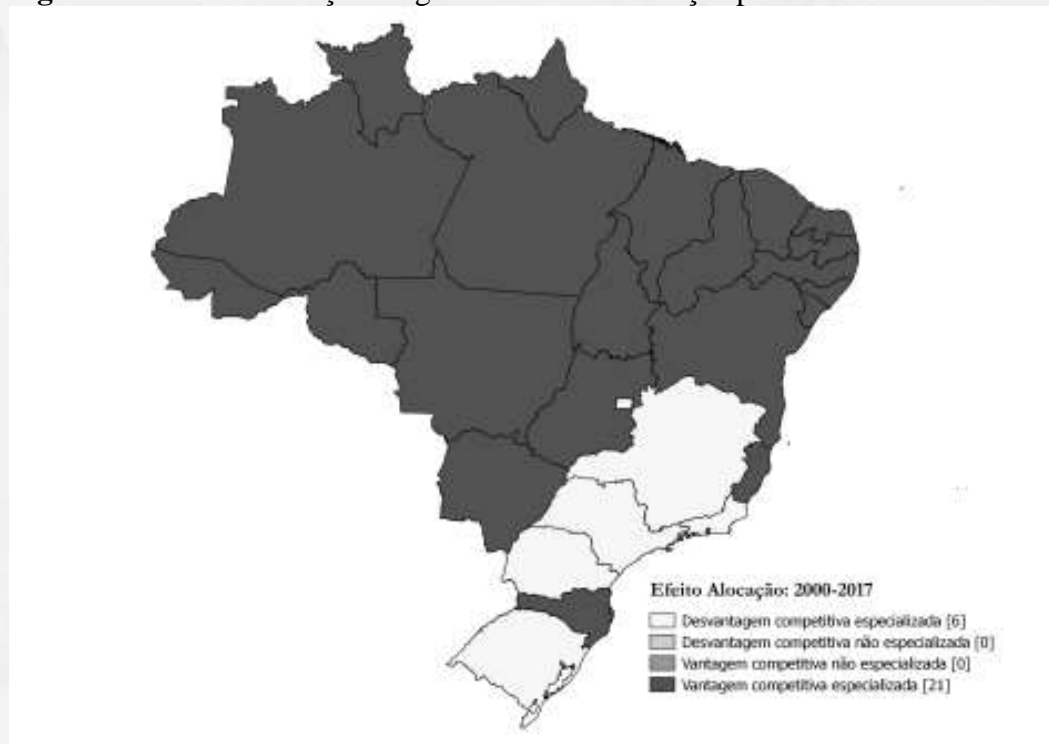 Efeito Alocação: 2000-2017
Desvantagem competitiva especializada [6]
Desvantagem competitiva não especializada [0]
Vantagem competitiva não especializada [0]
Vantagem competitiva especializada [21]